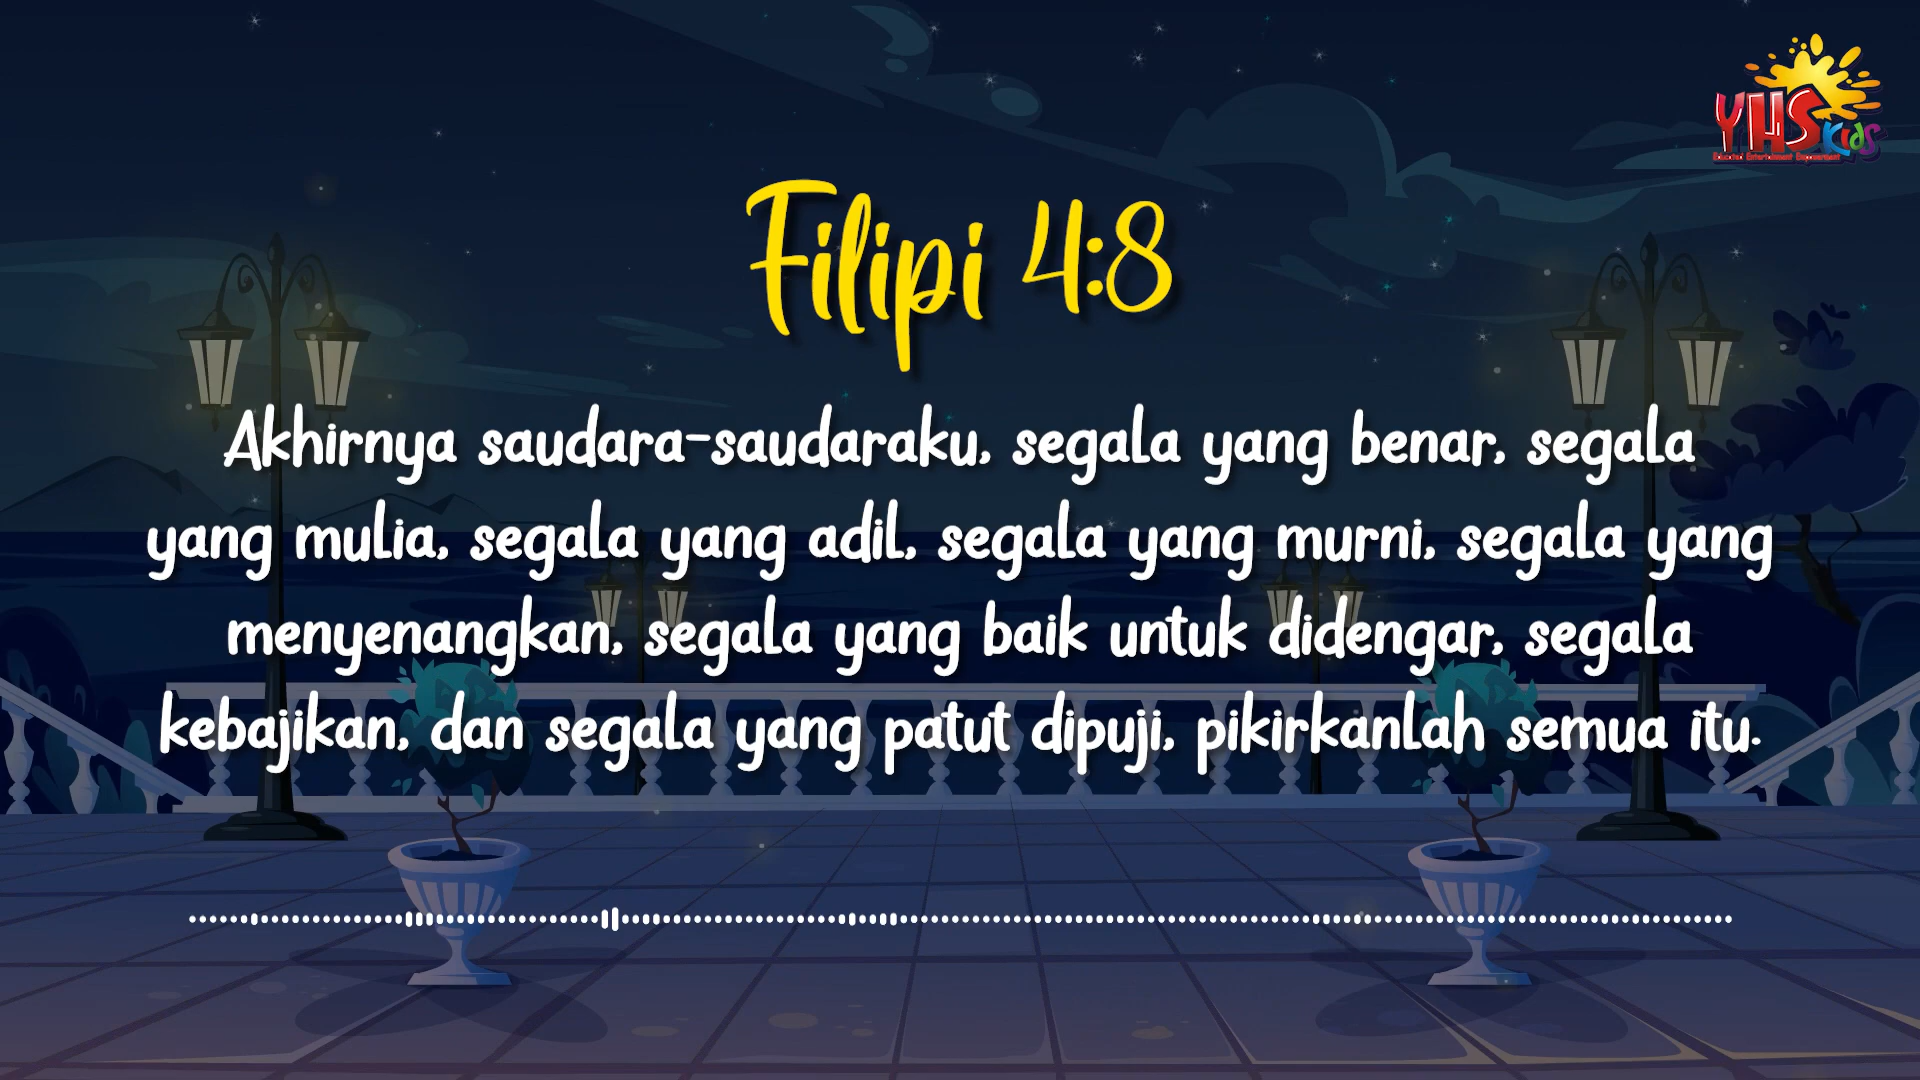 YHS Kids
Filipi 4:8
Akhirnya saudara-saudaraku, segala yang benar, segala
yang mulia, segala yang adil, segala yang murni, segala yang
menyenangkan, segala yang baik untuk didengar, segala
kebajikan, dan segala yang patut dipuji, pikirkanlah semua itu.